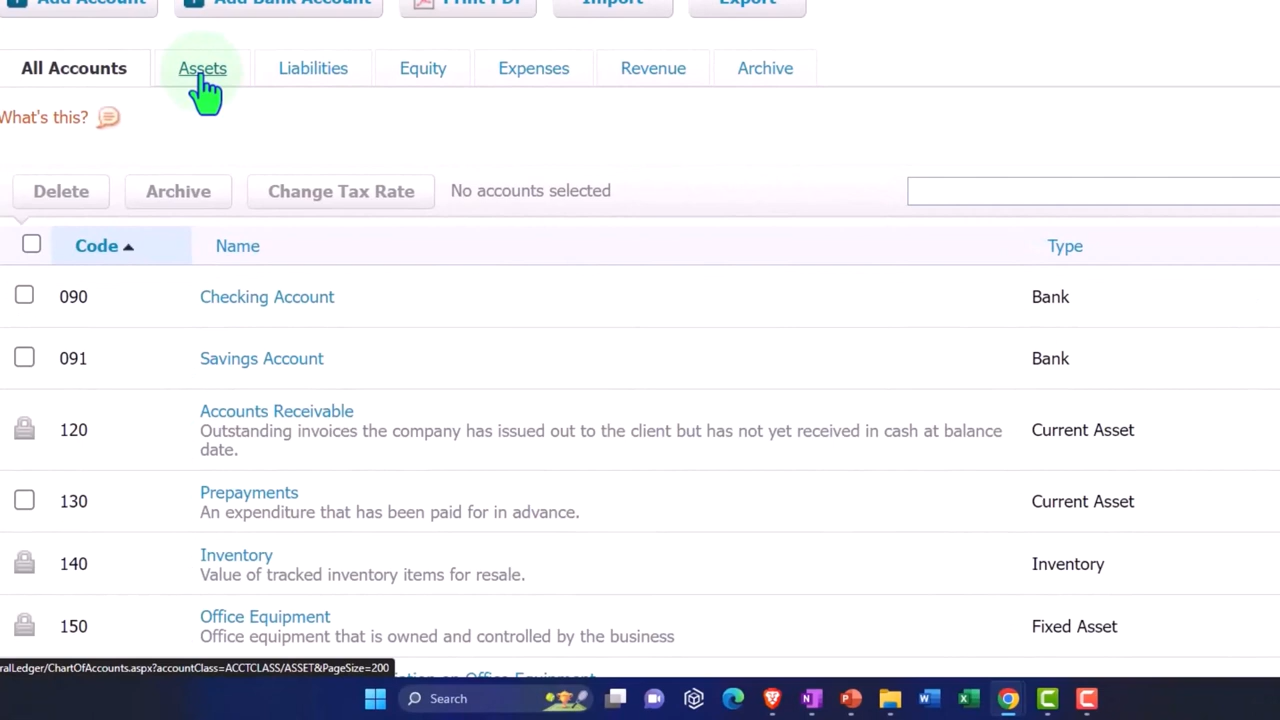 Add Account Add Bank Account Print PDF Import Export
All Accounts Assets Liabilities Equity Expenses Revenue Archive
What's this?
Delete Archive Change Tax Rate No accounts selected
Code Name Type
090 Checking Account Bank
091 Savings Account Bank
120 Accounts Receivable Current Asset
Outstanding invoices the company has issued out to the client but has not yet received in cash at balance
date.
130 Prepayments Current Asset
An expenditure that has been paid for in advance.
140 Inventory Inventory
Value of tracked inventory items for resale.
150 Office Equipment Fixed Asset
Office equipment that is owned and controlled by the business
ralLedger/ChartOfAccounts.aspx?accountClass=ACCTCLASS/ASSET&PageSize=200
on Office Equipment
Search